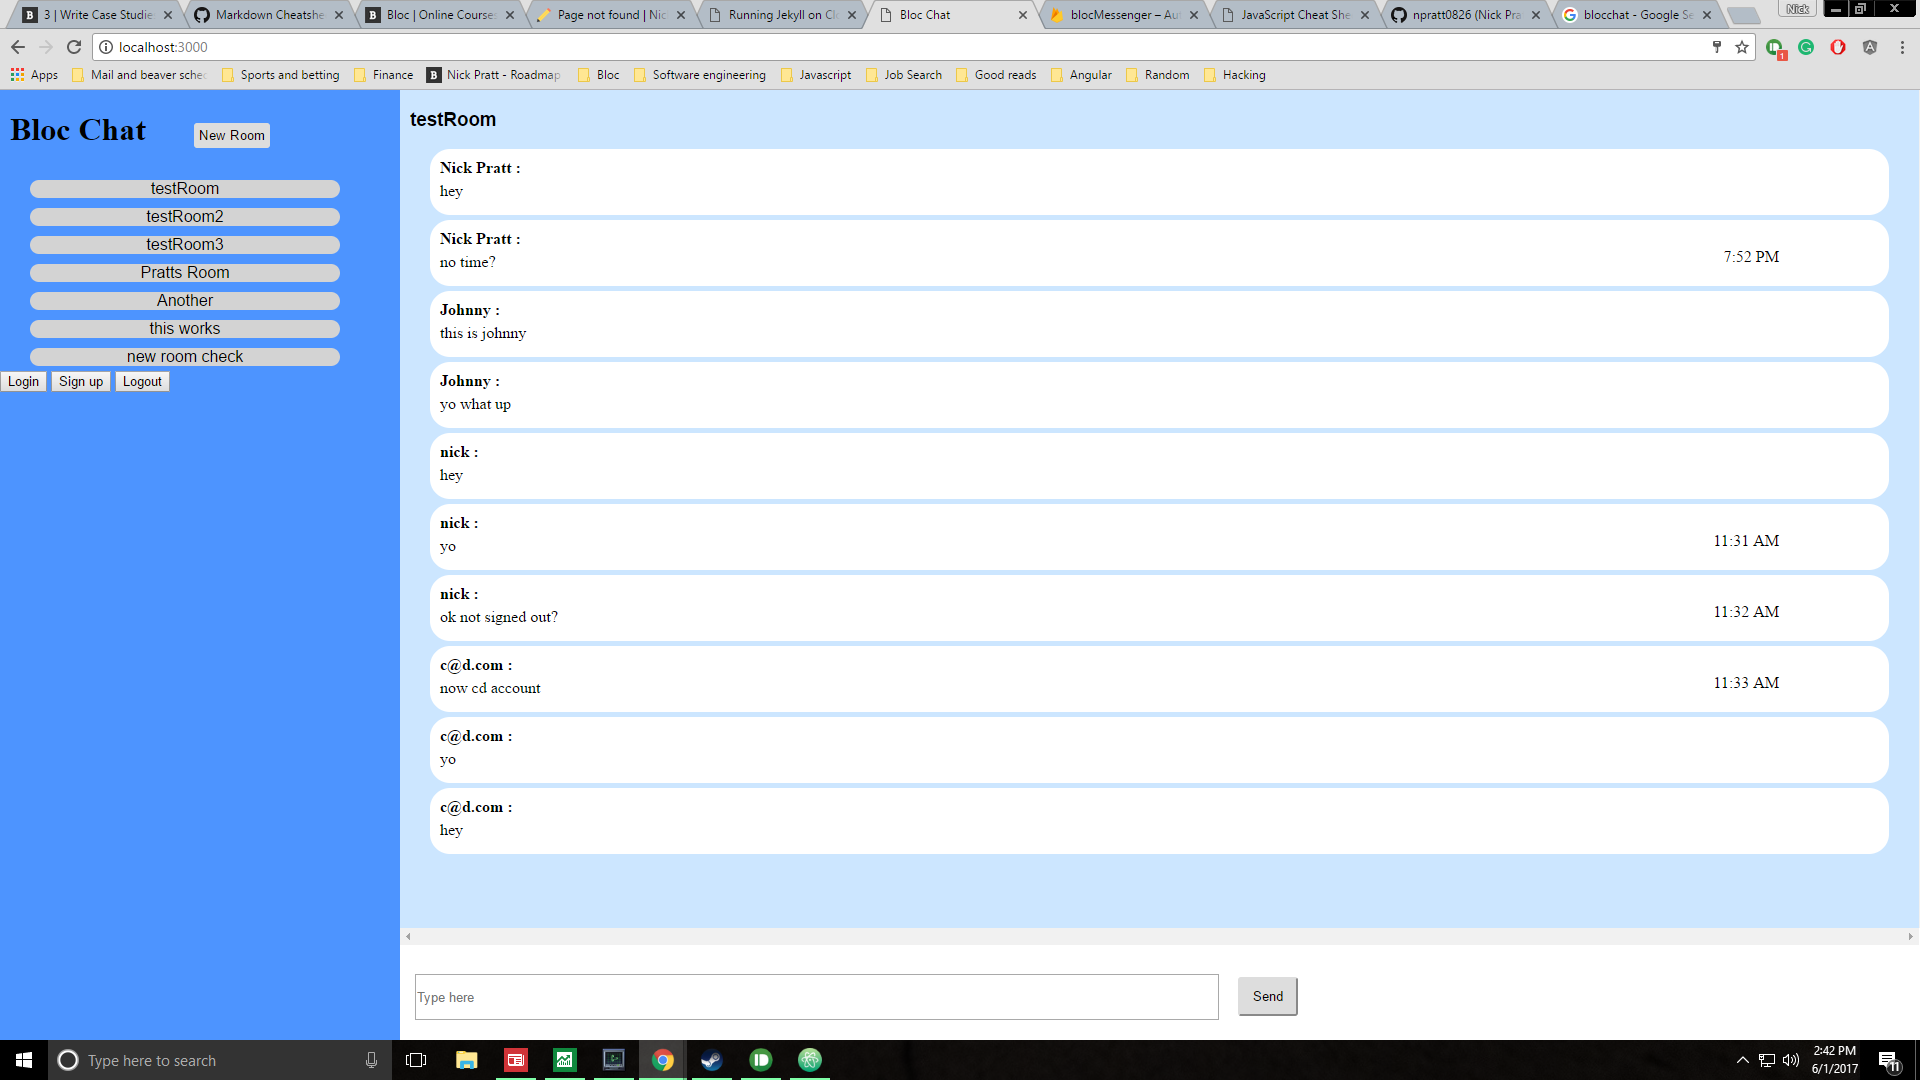 3 | Write Case Studie
Markdown Cheatshe
Bloc | Online Courses
Page not found | Nic
Running Jekyll on Cl
Bloc Chat
blocMessenger – Aut
JavaScript Cheat She
npratt0826 (Nick Pra
blocchat - Google Se
Nick
localhost:3000
1
Apps
Mail and beaver sche
Sports and betting
Finance
Nick Pratt - Roadmap
Bloc
Software engineering
Javascript
Job Search
Good reads
Angular
Random
Hacking
Bloc Chat
New Room
testRoom
testRoom2
testRoom3
Pratts Room
Another
this works
new room check
Login
Sign up
Logout
testRoom
Nick Pratt :
hey
Nick Pratt :
no time?
7:52 PM
Johnny :
this is johnny
Johnny :
yo what up
nick :
hey
nick :
yo
11:31 AM
nick :
ok not signed out?
11:32 AM
c@d.com :
now cd account
11:33 AM
c@d.com :
yo
c@d.com :
hey
Type here
Send
Type here to search
2:42 PM
6/1/2017
11